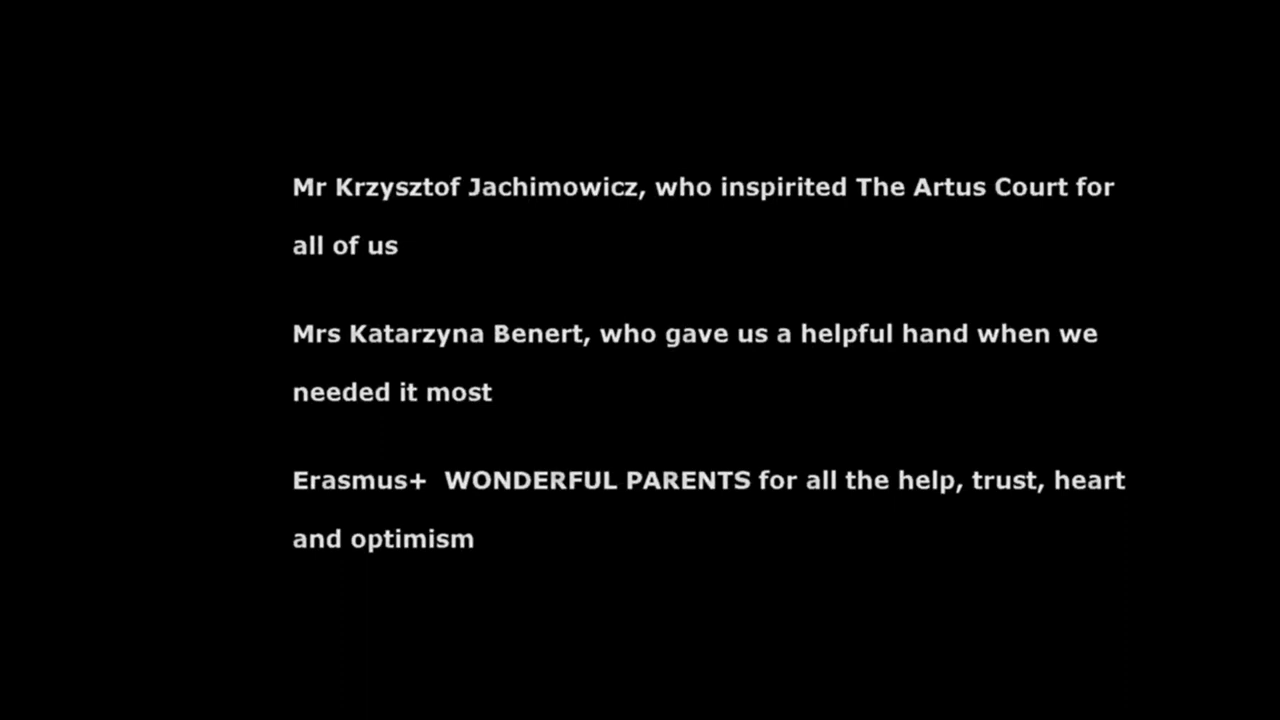 Mr Krzysztof Jachimowicz, who inspirited The Artus Court for
all of us
Mrs Katarzyna Benert, who gave us a helpful hand when we
needed it most
Erasmus+  WONDERFUL PARENTS for all the help, trust, heart
and optimism